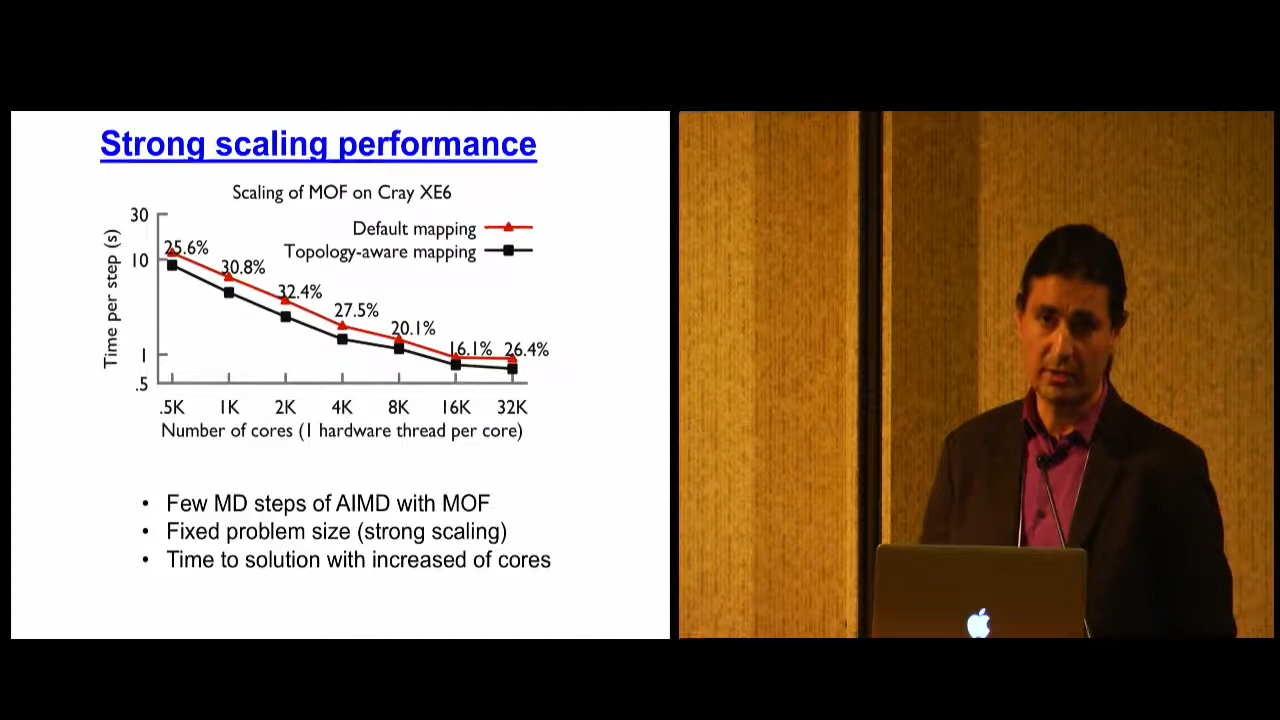 Strong scaling performance
Scaling of MOF on Cray XE6
Default mapping
Topology-aware mapping
Time per step (s)
30
10
1
.5
25.6%
30.8%
32.4%
27.5%
20.1%
16.1%
26.4%
.5K 1K 2K 4K 8K 16K 32K
Number of cores (1 hardware thread per core)
• Few MD steps of AIMD with MOF
• Fixed problem size (strong scaling)
• Time to solution with increased of cores